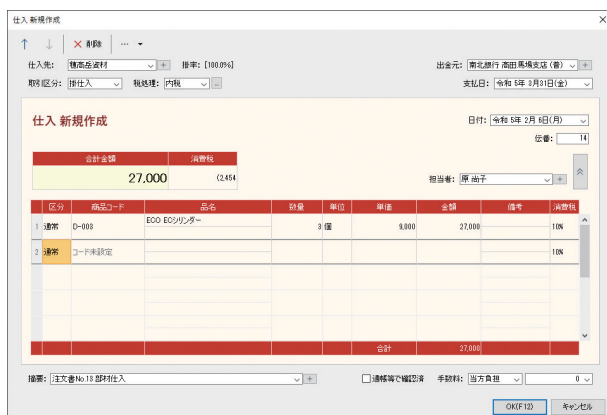 仕入 新規作成
削除 ...
仕入先: 穂高岳資材 + 掛率: [100.0%] 出金元: 南北銀行 高田馬場支店 (普) +
取引区分: 掛仕入 税処理: 内税 ... 支払日: 令和 5年 3月31日(金)
仕入 新規作成 日付: 令和 5年 2月 6日(月)
伝番: 14
合計金額 消費税
27,000 (2,454 担当者: 原 尚子 +
区分 商品コード 品名 数量 単位 単価 金額 備考 消費税
1 通常 D-003 ECO ECシリンダー 3 個 9,000 27,000 10%
2 通常 コード未設定 10%
合計 27,000
摘要: 注文書No.13 部材仕入 + 通帳等で確認済 手数料: 当方負担 0
OK(F12) キャンセル